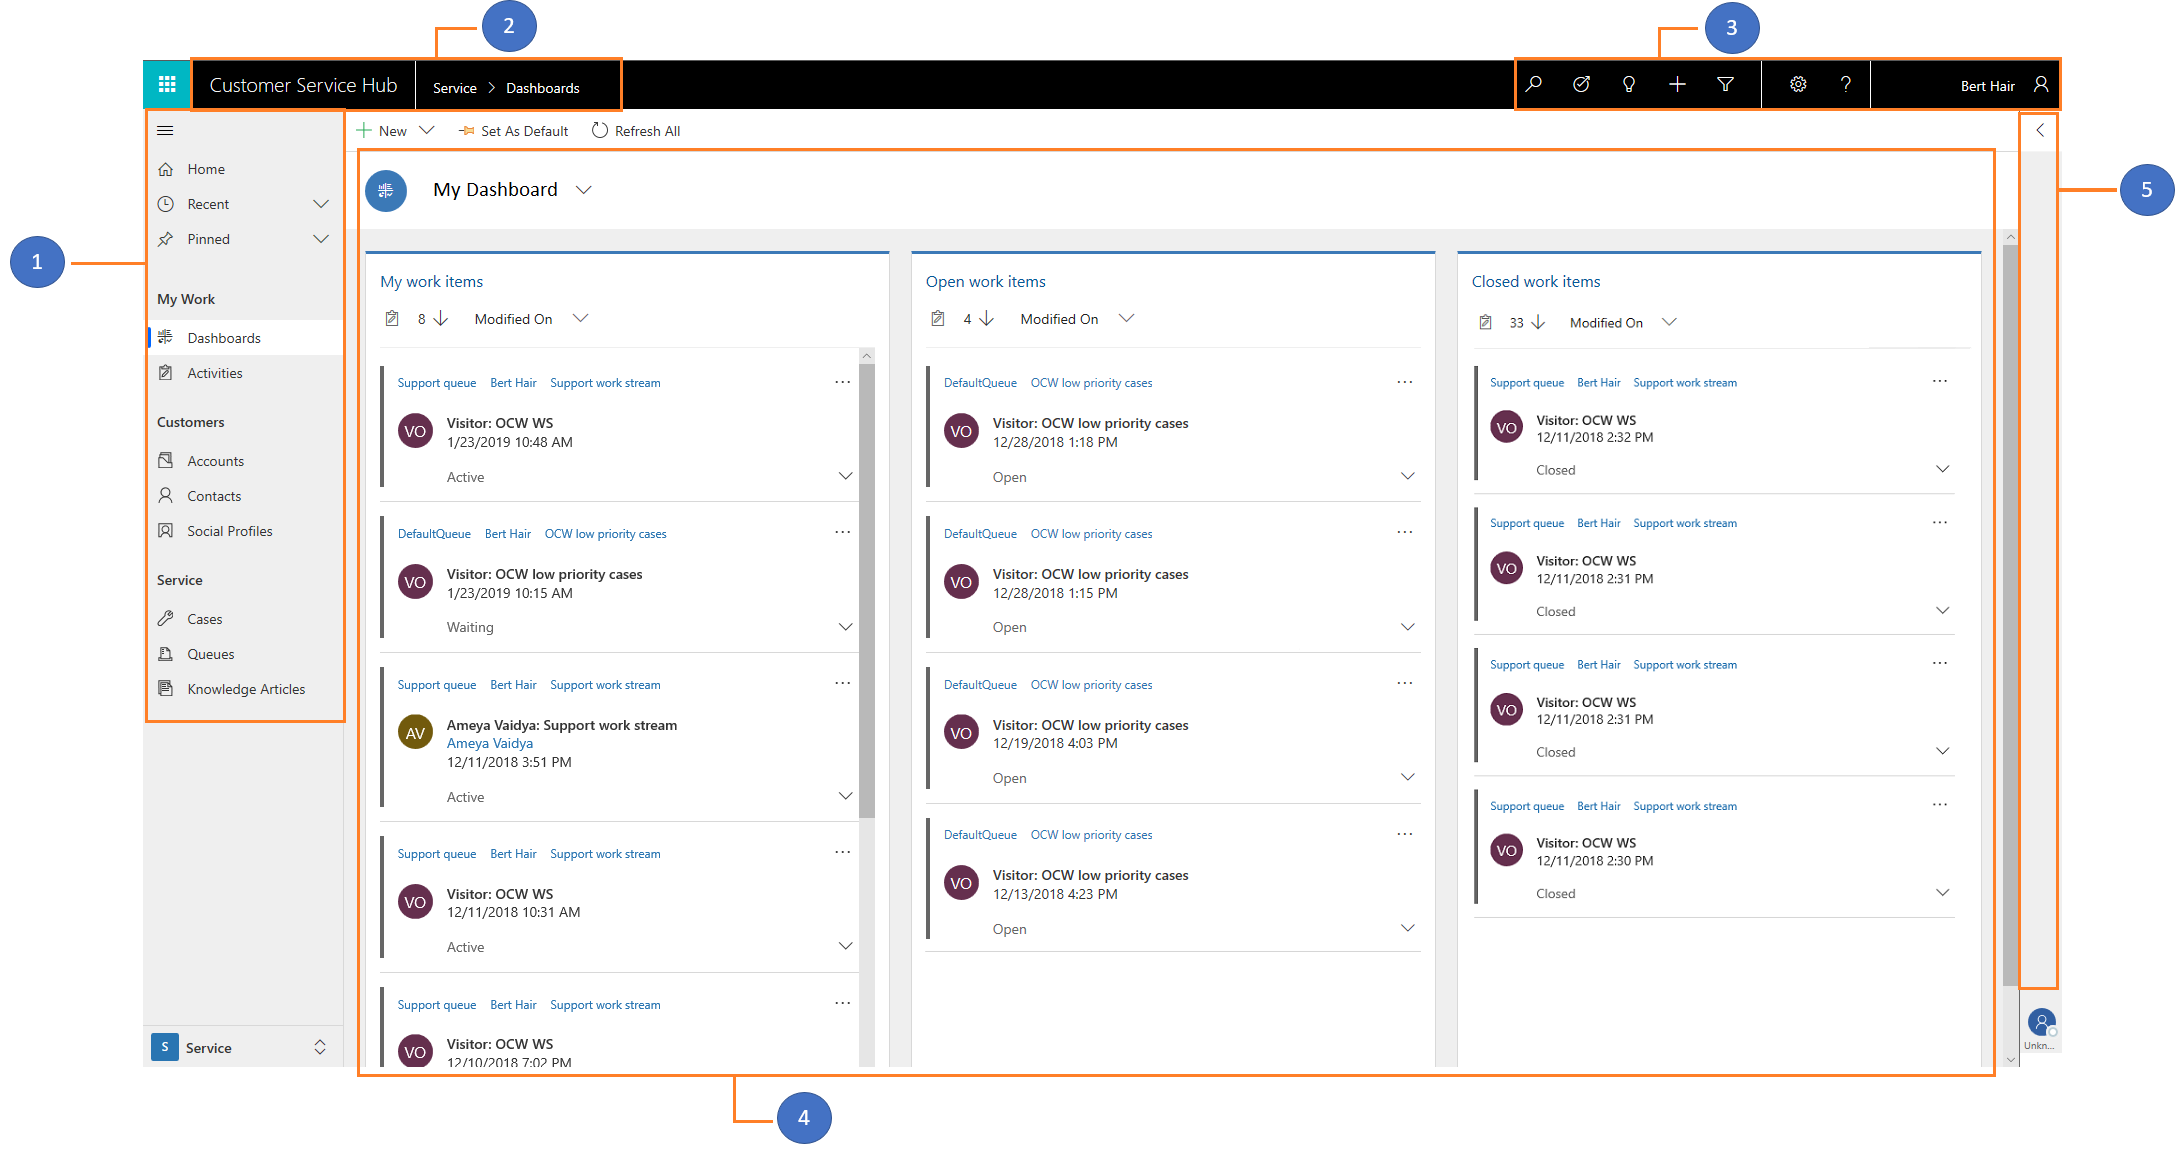 2
3
Customer Service Hub
Service > Dashboards
Bert Hair
New
Set As Default
Refresh All
Home
Recent
Pinned
1
My Work
Dashboards
Activities
Customers
Accounts
Contacts
Social Profiles
Service
Cases
Queues
Knowledge Articles
S Service
My Dashboard
5
My work items
8 Modified On
Support queue Bert Hair Support work stream
VO
Visitor: OCW WS
1/23/2019 10:48 AM
Active
DefaultQueue Bert Hair OCW low priority cases
VO
Visitor: OCW low priority cases
1/23/2019 10:15 AM
Waiting
Support queue Bert Hair Support work stream
AV
Ameya Vaidya: Support work stream
Ameya Vaidya
12/11/2018 3:51 PM
Active
Support queue Bert Hair Support work stream
VO
Visitor: OCW WS
12/11/2018 10:31 AM
Active
Support queue Bert Hair Support work stream
VO
Visitor: OCW WS
12/10/2018 7:02 PM
Open work items
4 Modified On
DefaultQueue OCW low priority cases
VO
Visitor: OCW low priority cases
12/28/2018 1:18 PM
Open
DefaultQueue OCW low priority cases
VO
Visitor: OCW low priority cases
12/28/2018 1:15 PM
Open
DefaultQueue OCW low priority cases
VO
Visitor: OCW low priority cases
12/19/2018 4:03 PM
Open
DefaultQueue OCW low priority cases
VO
Visitor: OCW low priority cases
12/13/2018 4:23 PM
Open
Closed work items
33 Modified On
Support queue Bert Hair Support work stream
VO
Visitor: OCW WS
12/11/2018 2:32 PM
Closed
Support queue Bert Hair Support work stream
VO
Visitor: OCW WS
12/11/2018 2:31 PM
Closed
Support queue Bert Hair Support work stream
VO
Visitor: OCW WS
12/11/2018 2:31 PM
Closed
Support queue Bert Hair Support work stream
VO
Visitor: OCW WS
12/11/2018 2:30 PM
Closed
Unkn...
4